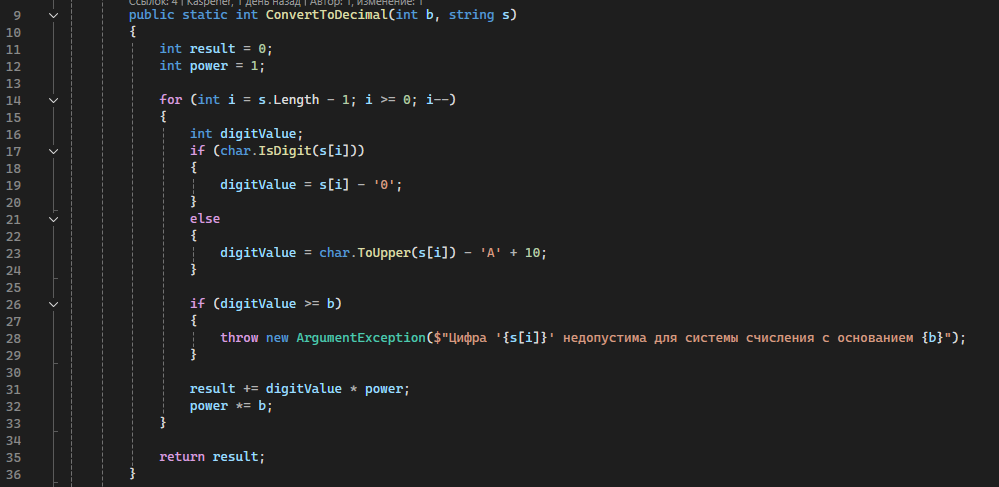 Ссылок: 4 | Kasperier, 1 день назад | Автор: 1, изменение: 1
9 public static int ConvertToDecimal(int b, string s)
10 {
11 int result = 0;
12 int power = 1;
13
14 for (int i = s.Length - 1; i >= 0; i--)
15 {
16 int digitValue;
17 if (char.IsDigit(s[i]))
18 {
19 digitValue = s[i] - '0';
20 }
21 else
22 {
23 digitValue = char.ToUpper(s[i]) - 'A' + 10;
24 }
25
26 if (digitValue >= b)
27 {
28 throw new ArgumentException($"Цифра '{s[i]}' недопустима для системы счисления с основанием {b}");
29 }
30
31 result += digitValue * power;
32 power *= b;
33 }
34
35 return result;
36 }